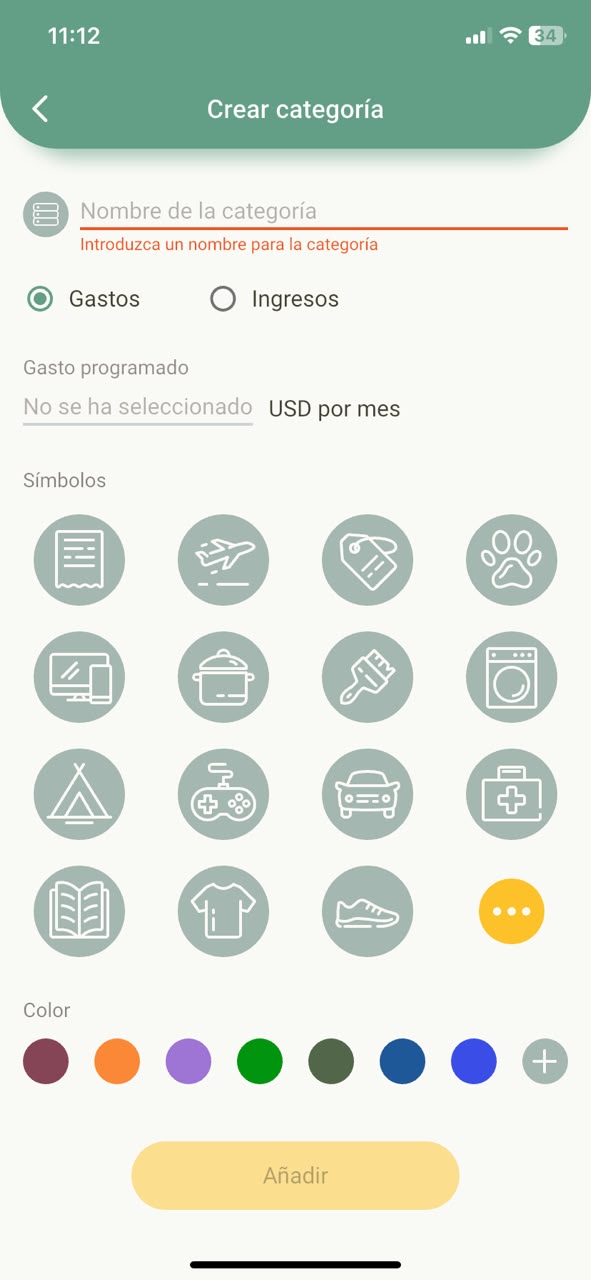 11:12
34
Crear categoría
Nombre de la categoría
Introduzca un nombre para la categoría
Gastos
Ingresos
Gasto programado
No se ha seleccionado USD por mes
Símbolos
Color
Añadir